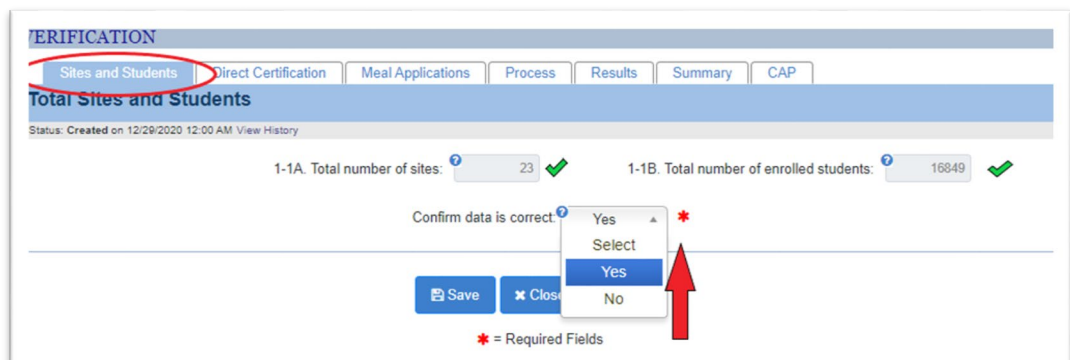 VERIFICATION
Sites and Students Direct Certification Meal Applications Process Results Summary CAP
Total Sites and Students
Status: Created on 12/29/2020 12:00 AM View History
1-1A. Total number of sites: ? 23 1-1B. Total number of enrolled students: ? 16849
Confirm data is correct: ? Yes *
Select
Yes
Save Close No
* = Required Fields